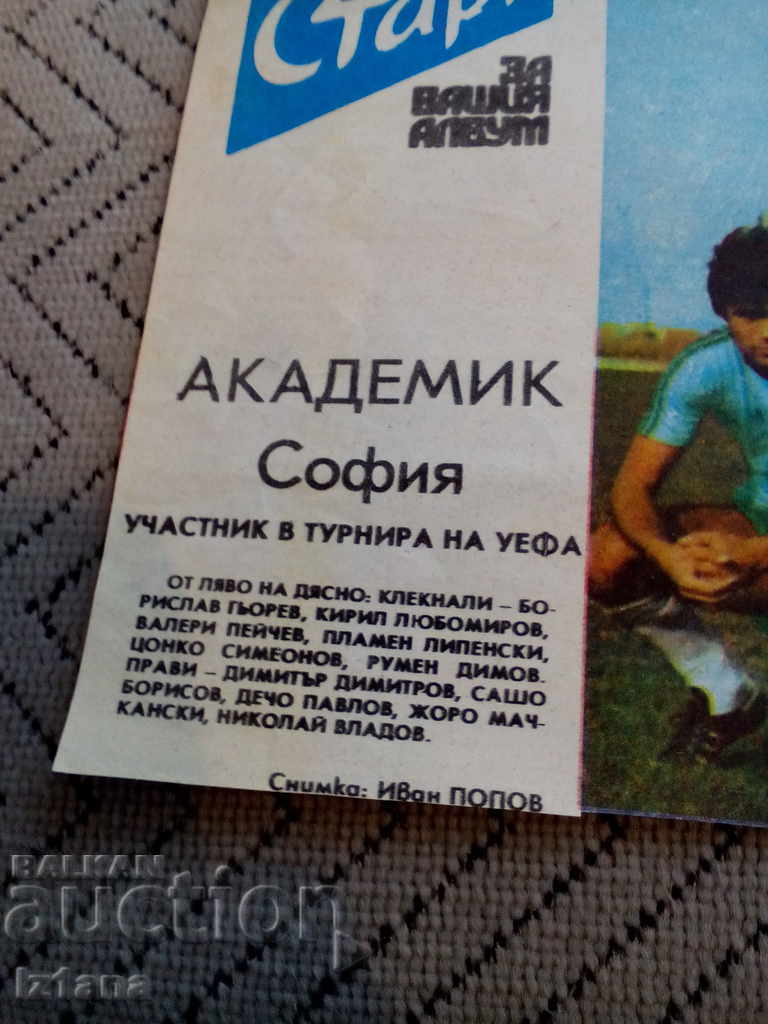 ЗА
ВАШИЯ
АЛБУМ
АКАДЕМИК
София
УЧАСТНИК В ТУРНИРА НА УЕФА
ОТ ЛЯВО НА ДЯСНО: КЛЕКНАЛИ – БО-
РИСЛАВ ГЬОРЕВ, КИРИЛ ЛЮБОМИРОВ,
ВАЛЕРИ ПЕЙЧЕВ, ПЛАМЕН ЛИПЕНСКИ,
ЦОНКО СИМЕОНОВ, РУМЕН ДИМОВ.
ПРАВИ – ДИМИТЪР ДИМИТРОВ, САШО
БОРИСОВ, ДЕЧО ПАВЛОВ, ЖОРО МАЧ-
КАНСКИ, НИКОЛАЙ ВЛАДОВ.
Снимка: Иван ПОПОВ
BALKAN
auction
Iz1ana